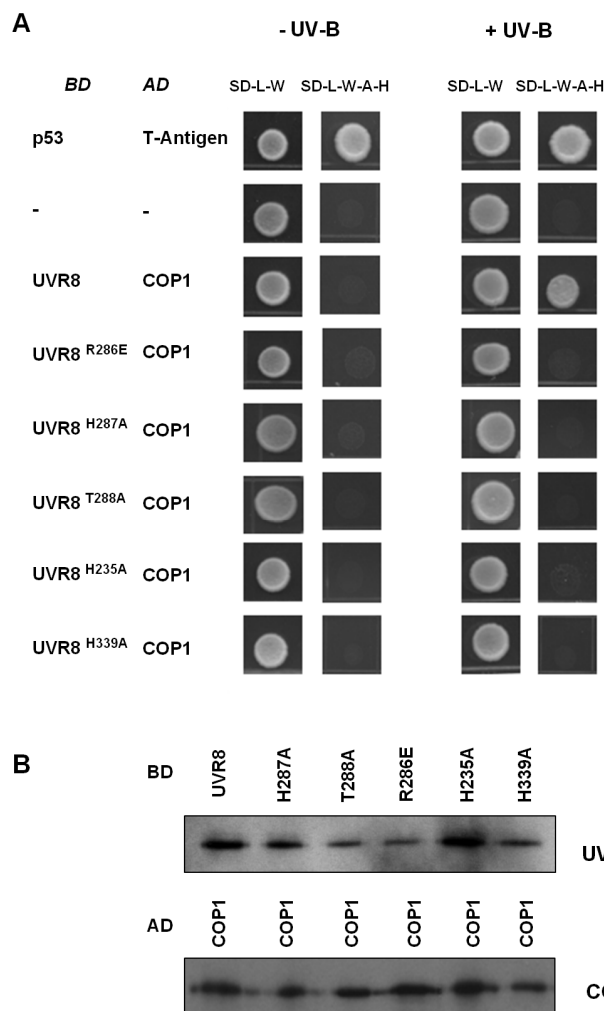 A
- UV-B + UV-B
BD AD SD-L-W SD-L-W-A-H SD-L-W SD-L-W-A-H
p53 T-Antigen
- -
UVR8 COP1
UVR8 R286E COP1
UVR8 H287A COP1
UVR8 T288A COP1
UVR8 H235A COP1
UVR8 H339A COP1
B
BD UVR8 H287A T288A R286E H235A H339A
UV
AD COP1 COP1 COP1 COP1 COP1 COP1